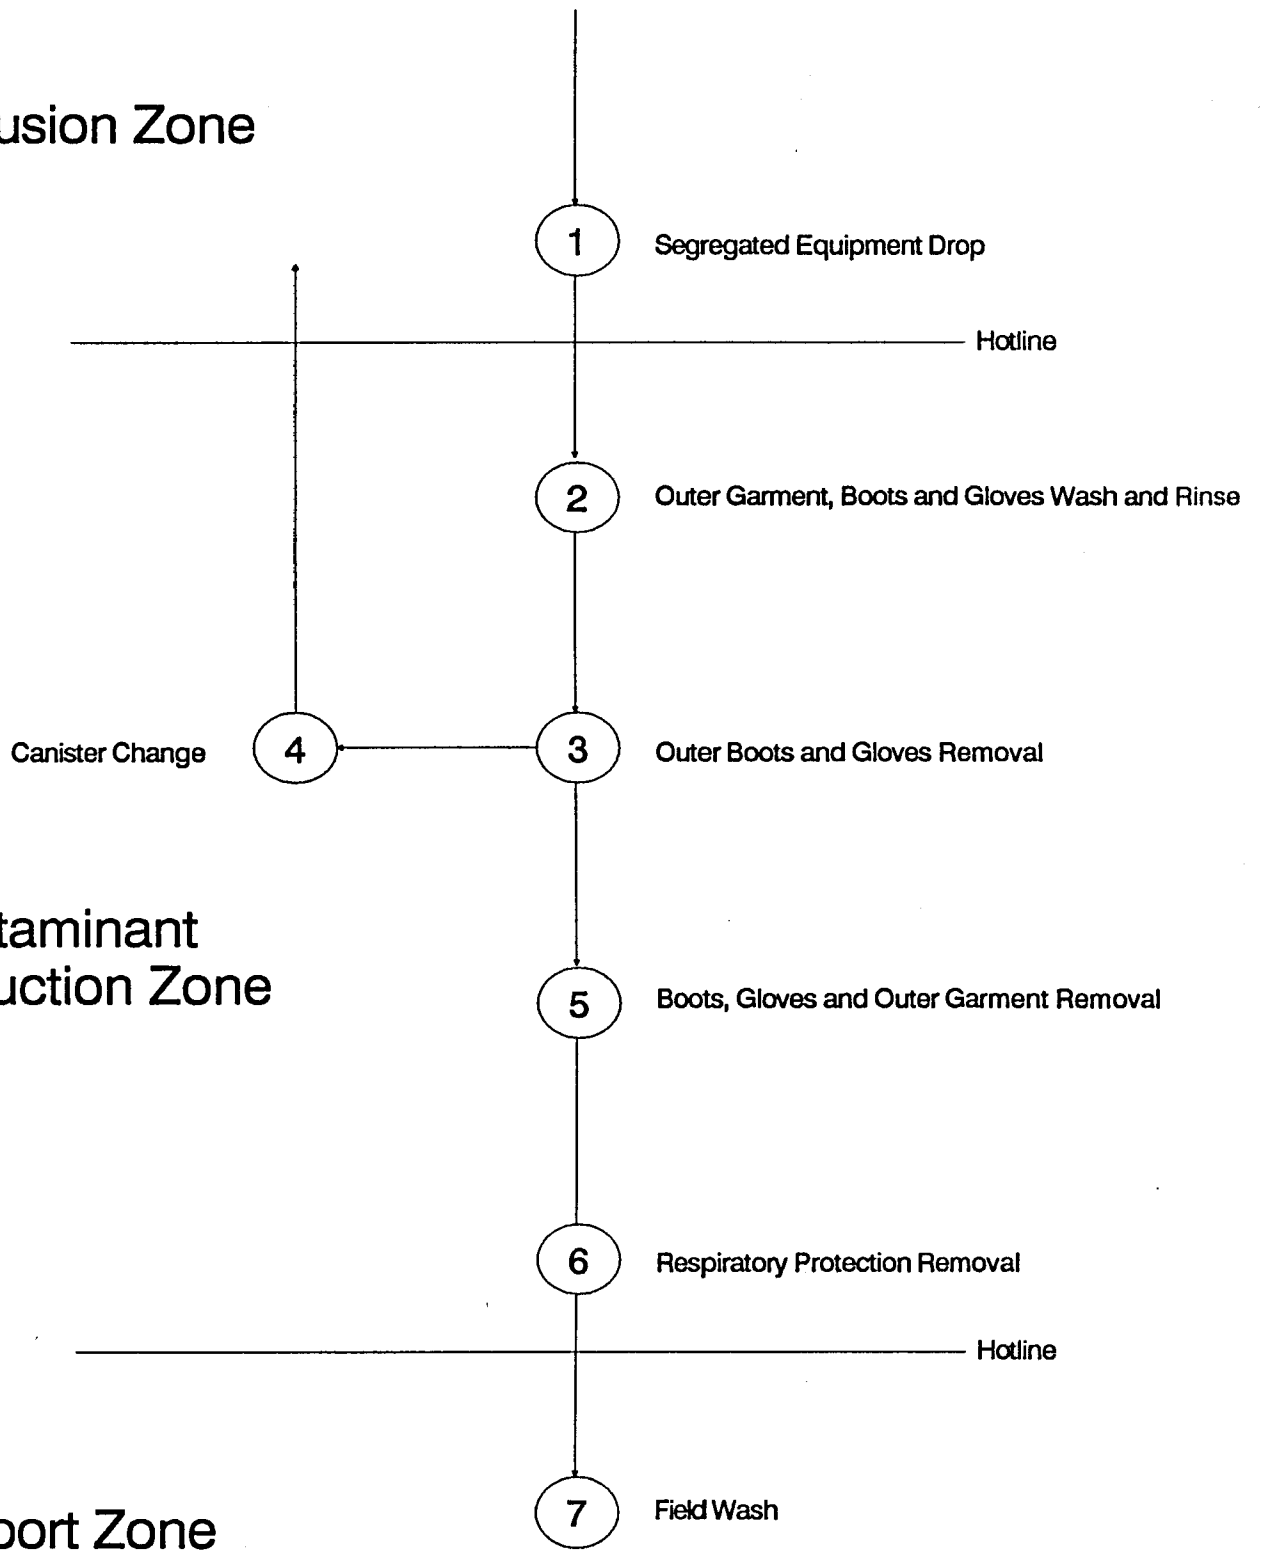 usion Zone
1 Segregated Equipment Drop
Hotline
2 Outer Garment, Boots and Gloves Wash and Rinse
Canister Change 4 3 Outer Boots and Gloves Removal
taminant
uction Zone
5 Boots, Gloves and Outer Garment Removal
6 Respiratory Protection Removal
Hotline
7 Field Wash
port Zone